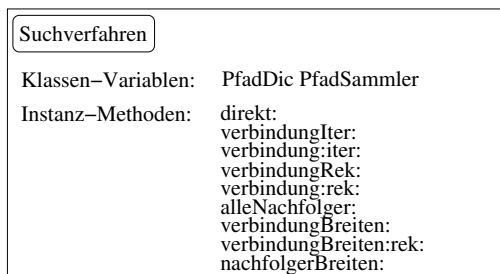 Suchverfahren
Klassen−Variablen: PfadDic PfadSammler
Instanz−Methoden: direkt:
verbindungIter:
verbindung:iter:
verbindungRek:
verbindung:rek:
alleNachfolger:
verbindungBreiten:
verbindungBreiten:rek:
nachfolgerBreiten: